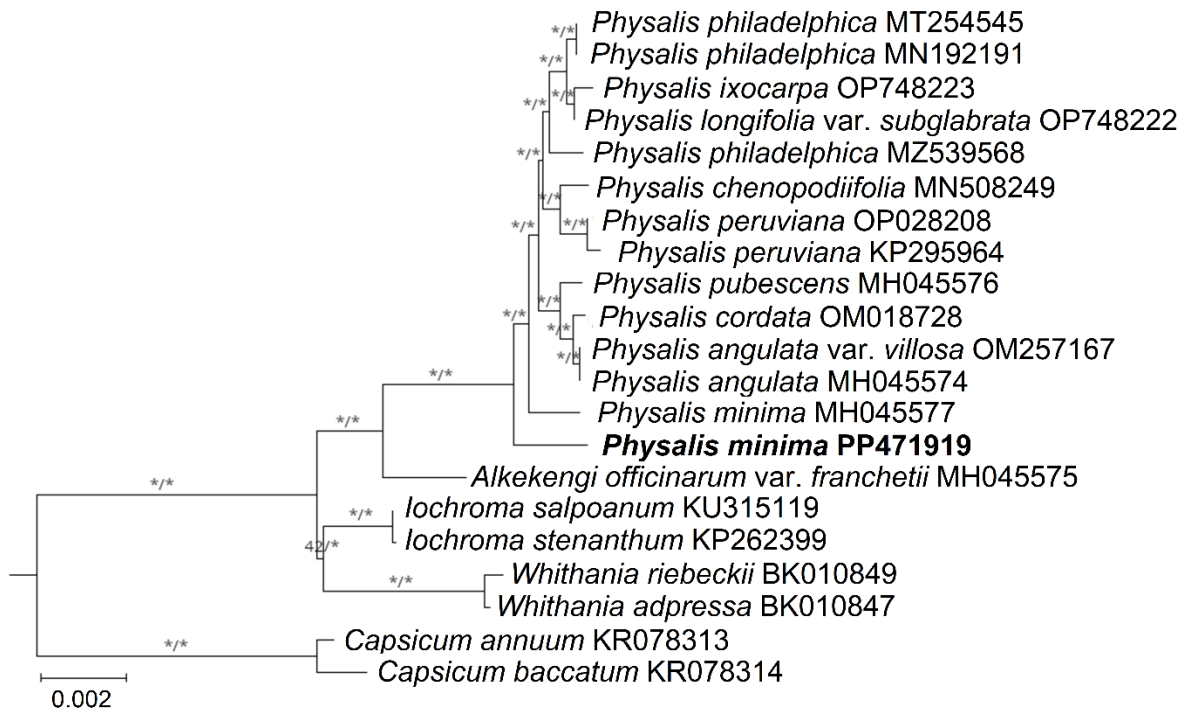 Physalis philadelphica MT254545
*/*
Physalis philadelphica MN192191
*/*
Physalis ixocarpa OP748223
*/*
*/*
Physalis longifolia var. subglabrata OP748222
*/*
Physalis philadelphica MZ539568
Physalis chenopodiifolia MN508249
*/*
Physalis peruviana OP028208
*/*
*/*
Physalis peruviana KP295964
Physalis pubescens MH045576
*/*
Physalis cordata OM018728
*/*
*/*
Physalis angulata var. villosa OM257167
*/*
Physalis angulata MH045574
*/*
Physalis minima MH045577
*/*
Physalis minima PP471919
Alkekengi officinarum var. franchetii MH045575
*/*
Iochroma salpoanum KU315119
*/*
Iochroma stenanthum KP262399
42/*
Whithania riebeckii BK010849
*/*
Whithania adpressa BK010847
Capsicum annuum KR078313
*/*
Capsicum baccatum KR078314
0.002